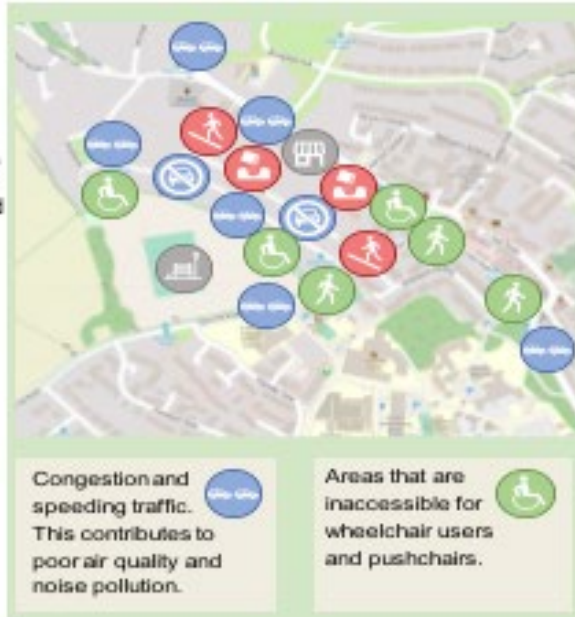 Congestion and
speeding traffic.
This contributes to
poor air quality and
noise pollution.
Areas that are
inaccessible for
wheelchair users
and pushchairs.